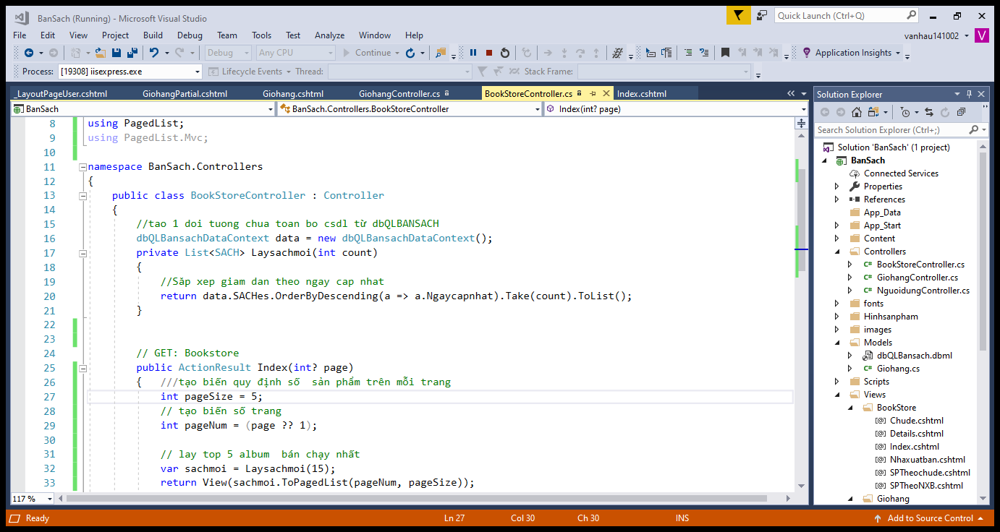 BanSach (Running) - Microsoft Visual Studio
Quick Launch (Ctrl+Q)
File Edit View Project Build Debug Team Tools Test Analyze Window Help
vanhau141002 V
Debug Any CPU Continue Application Insights
Process: [19308] iisexpress.exe Lifecycle Events Thread: Stack Frame:
_LayoutPageUser.cshtml GiohangPartial.cshtml Giohang.cshtml GiohangController.cs BookStoreController.cs Index.cshtml
BanSach BanSach.Controllers.BookStoreController Index(int? page)
8 using PagedList;
9 using PagedList.Mvc;
10
11 namespace BanSach.Controllers
12 {
13 public class BookStoreController : Controller
14 {
15 //tao 1 doi tuong chua toan bo csdl từ dbQLBANSACH
16 dbQLBansachDataContext data = new dbQLBansachDataContext();
17 private List<SACH> Laysachmoi(int count)
18 {
19 //Săp xep giam dan theo ngay cap nhat
20 return data.SACHes.OrderByDescending(a => a.Ngaycapnhat).Take(count).ToList();
21 }
22
23
24 // GET: Bookstore
25 public ActionResult Index(int? page)
26 { ///tạo biến quy định số sản phẩm trên mỗi trang
27 int pageSize = 5;
28 // tạo biến số trang
29 int pageNum = (page ?? 1);
30
31 // lay top 5 album bán chạy nhất
32 var sachmoi = Laysachmoi(15);
33 return View(sachmoi.ToPagedList(pageNum, pageSize));
117 %
Solution Explorer
Search Solution Explorer (Ctrl+;)
Solution 'BanSach' (1 project)
BanSach
Connected Services
Properties
References
App_Data
App_Start
Content
Controllers
C# BookStoreController.cs
C# GiohangController.cs
C# NguoidungController.cs
fonts
Hinhsanpham
images
Models
dbQLBansach.dbml
C# Giohang.cs
Scripts
Views
BookStore
[@] Chude.cshtml
[@] Details.cshtml
[@] Index.cshtml
[@] Nhaxuatban.cshtml
[@] SPTheochude.cshtml
[@] SPTheoNXB.cshtml
Giohang
Ready Ln 27 Col 30 Ch 30 INS Add to Source Control